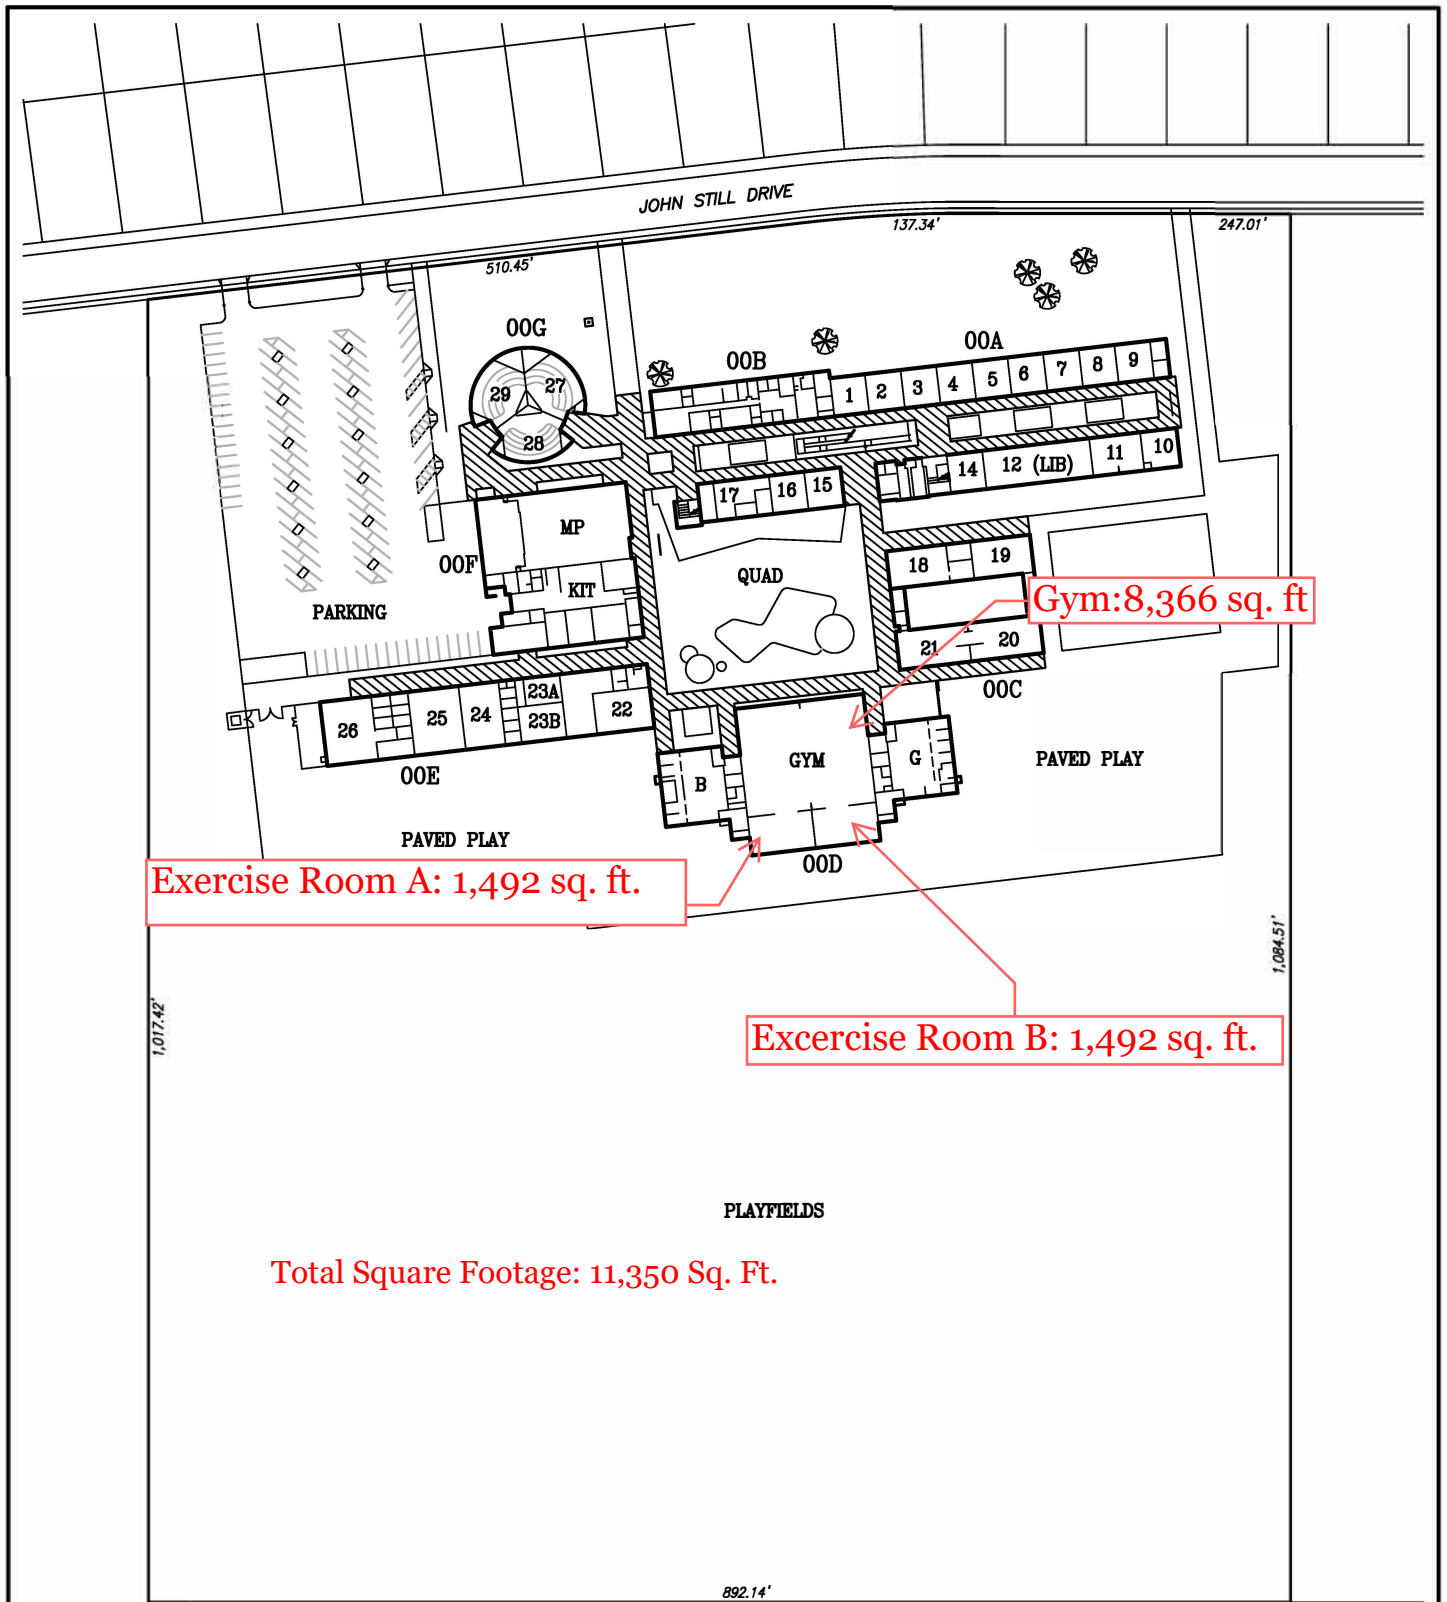 JOHN STILL DRIVE
137.34'
247.01'
510.45'
00G
00B
00A
29
27
28
1
2
3
4
5
6
7
8
9
17
16
15
14
12 (LIB)
11
10
MP
00F
KIT
QUAD
PARKING
18
19
Gym:8,366 sq. ft
21
20
00C
26
25
24
23A
23B
22
00E
B
GYM
G
PAVED PLAY
PAVED PLAY
00D
Exercise Room A: 1,492 sq. ft.
1,084.51'
1,017.42'
Excercise Room B: 1,492 sq. ft.
PLAYFIELDS
Total Square Footage: 11,350 Sq. Ft.
892.14'